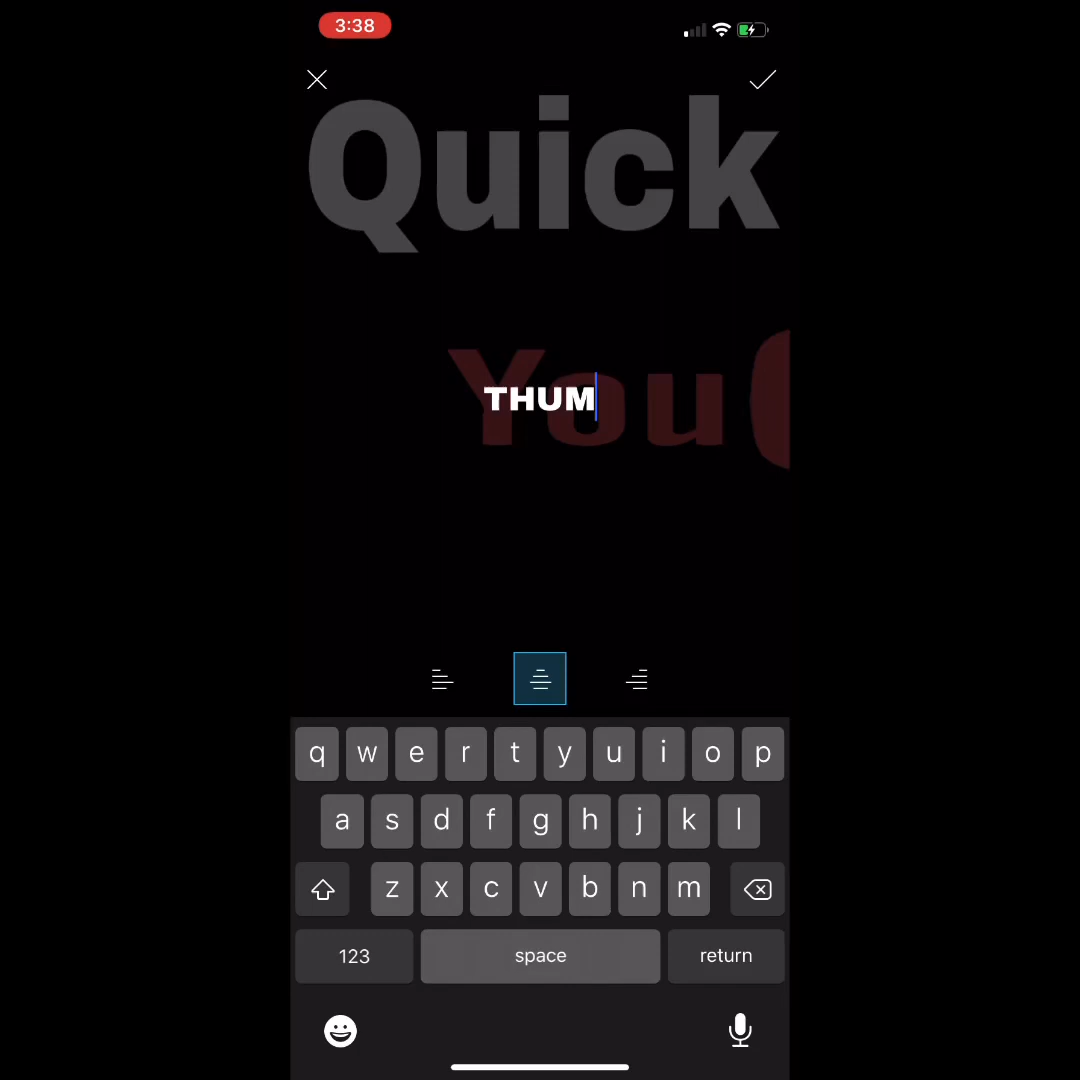 3:38
Quick
You
THUM
q w e r t y u i o p
a s d f g h j k l
z x c v b n m
123 space return